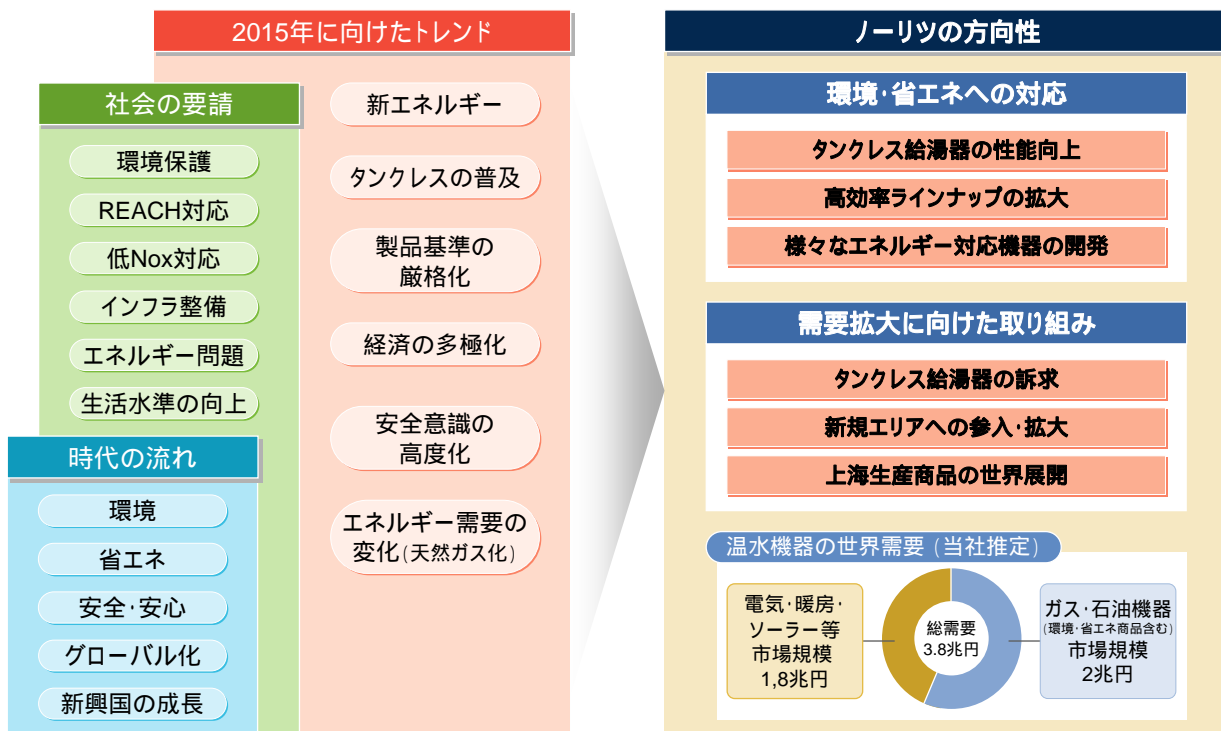 2015年に向けたトレンド
社会の要請
環境保護
REACH対応
低Nox対応
インフラ整備
エネルギー問題
生活水準の向上
時代の流れ
環境
省エネ
安全・安心
グローバル化
新興国の成長
新エネルギー
タンクレスの普及
製品基準の
厳格化
経済の多極化
安全意識の
高度化
エネルギー需要の
変化(天然ガス化)
ノーリツの方向性
環境・省エネへの対応
タンクレス給湯器の性能向上
高効率ラインナップの拡大
様々なエネルギー対応機器の開発
需要拡大に向けた取り組み
タンクレス給湯器の訴求
新規エリアへの参入・拡大
上海生産商品の世界展開
温水機器の世界需要(当社推定)
電気・暖房・
ソーラー等
市場規模
1,8兆円
総需要
3.8兆円
ガス・石油機器
(環境・省エネ商品含む)
市場規模
2兆円